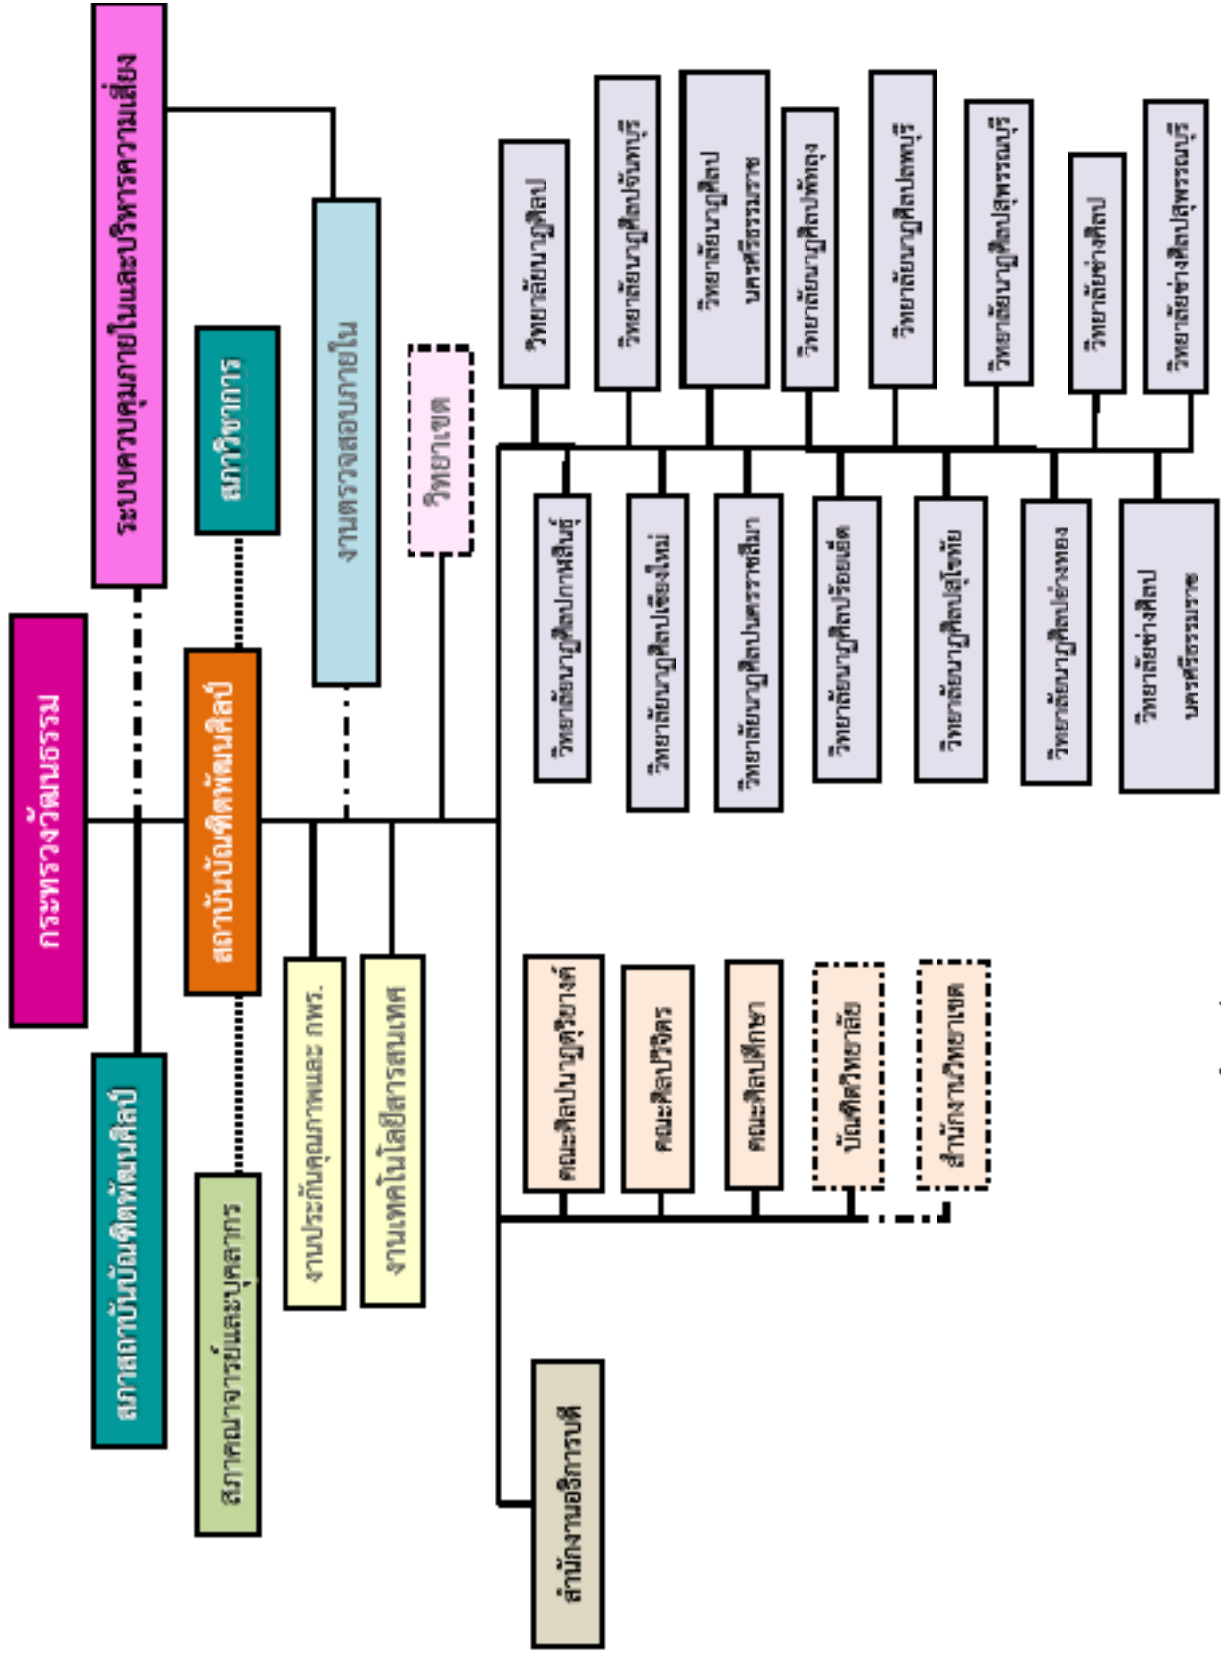 กระทรวงวัฒนธรรม
สภาสถาบันบัณฑิตพัฒนศิลป์
ระบบควบคุมภายในและบริหารความเสี่ยง
สภาคณาจารย์และบุคลากร
สถาบันบัณฑิตพัฒนศิลป์
สภาวิชาการ
งานประกันคุณภาพและ กพร.
งานตรวจสอบภายใน
งานเทคโนโลยีสารสนเทศ
วิทยาเขต
สำนักงานอธิการบดี
คณะศิลปนาฏดุริยางค์
คณะศิลปวิจิตร
คณะศิลปศึกษา
บัณฑิตวิทยาลัย
สำนักงานวิทยาเขต
วิทยาลัยนาฏศิลปกาฬสินธุ์
วิทยาลัยนาฏศิลปเชียงใหม่
วิทยาลัยนาฏศิลปนครราชสีมา
วิทยาลัยนาฏศิลปร้อยเอ็ด
วิทยาลัยนาฏศิลปสุโขทัย
วิทยาลัยนาฏศิลปอ่างทอง
วิทยาลัยช่างศิลป
นครศรีธรรมราช
วิทยาลัยนาฏศิลป
วิทยาลัยนาฏศิลปจันทบุรี
วิทยาลัยนาฏศิลป
นครศรีธรรมราช
วิทยาลัยนาฏศิลปพัทลุง
วิทยาลัยนาฏศิลปลพบุรี
วิทยาลัยนาฏศิลปสุพรรณบุรี
วิทยาลัยช่างศิลป
วิทยาลัยช่างศิลปสุพรรณบุรี